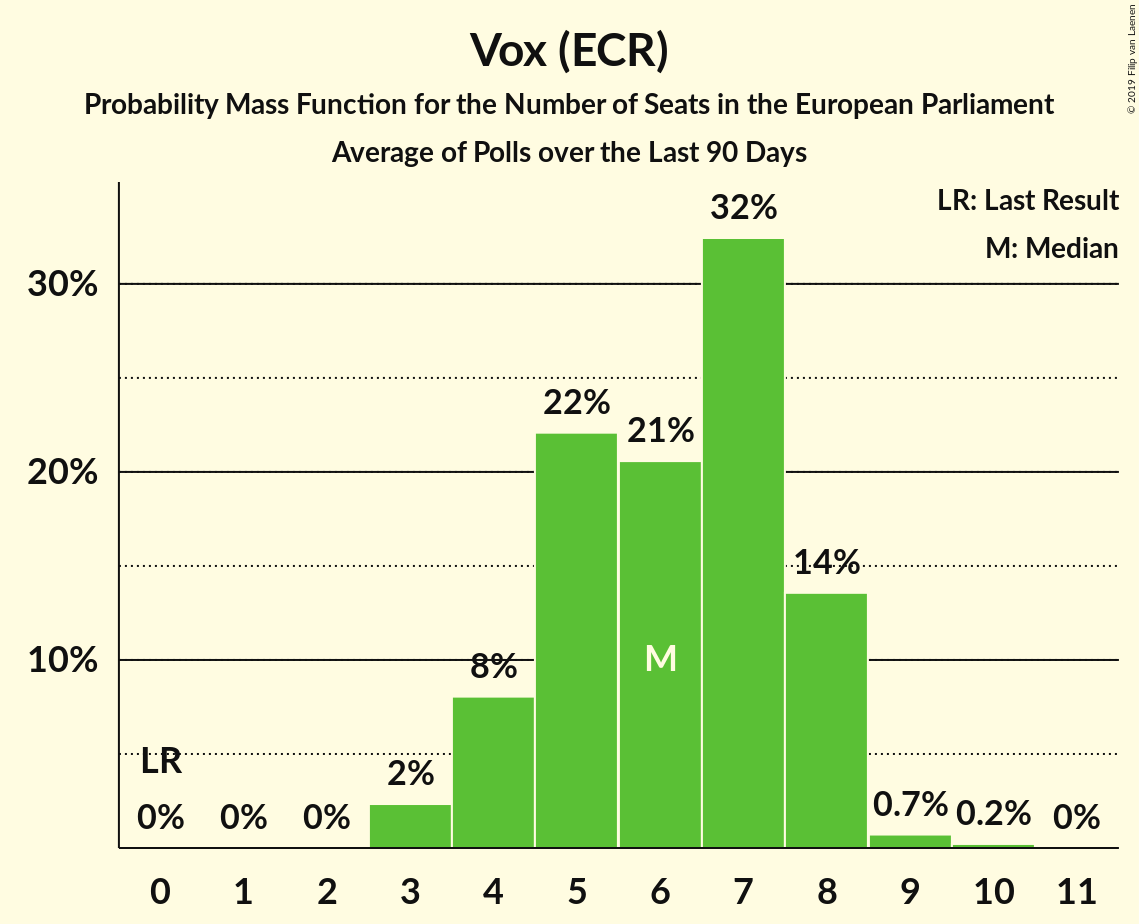 Vox (ECR)
Probability Mass Function for the Number of Seats in the European Parliament
Average of Polls over the Last 90 Days
© 2019 Filip van Laenen
LR: Last Result
M: Median
32%
30%
22%
21%
20%
14%
M
10%
8%
LR
2%
0% 0% 0% 0.7% 0.2% 0%
0 1 2 3 4 5 6 7 8 9 10 11